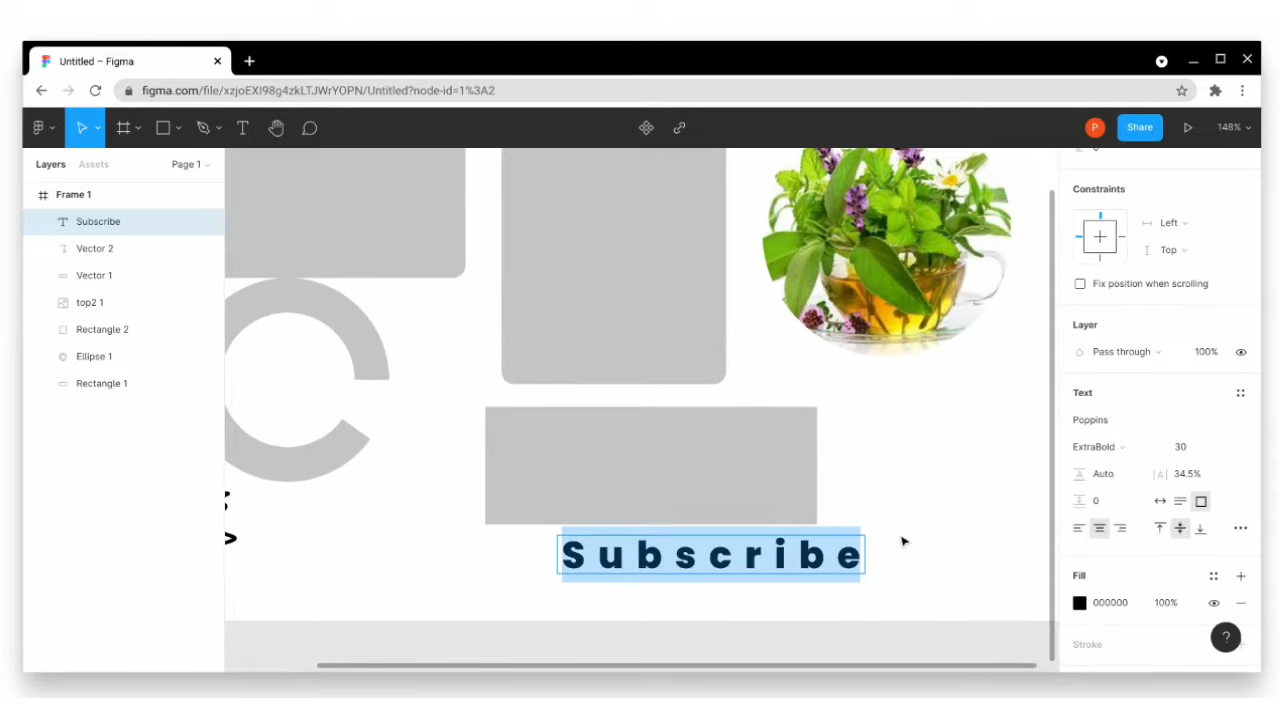 Untitled – Figma
figma.com/file/xzjoEXI98g4zkLTJWrYOPN/Untitled?node-id=1%3A2
P
Share
148%
Layers
Assets
Page 1
Frame 1
Subscribe
Vector 2
Vector 1
top2 1
Rectangle 2
Ellipse 1
Rectangle 1
Subscribe
Constraints
Left
Top
Fix position when scrolling
Layer
Pass through
100%
Text
Poppins
ExtraBold
30
Auto
34.5%
0
Fill
000000
100%
Stroke
?